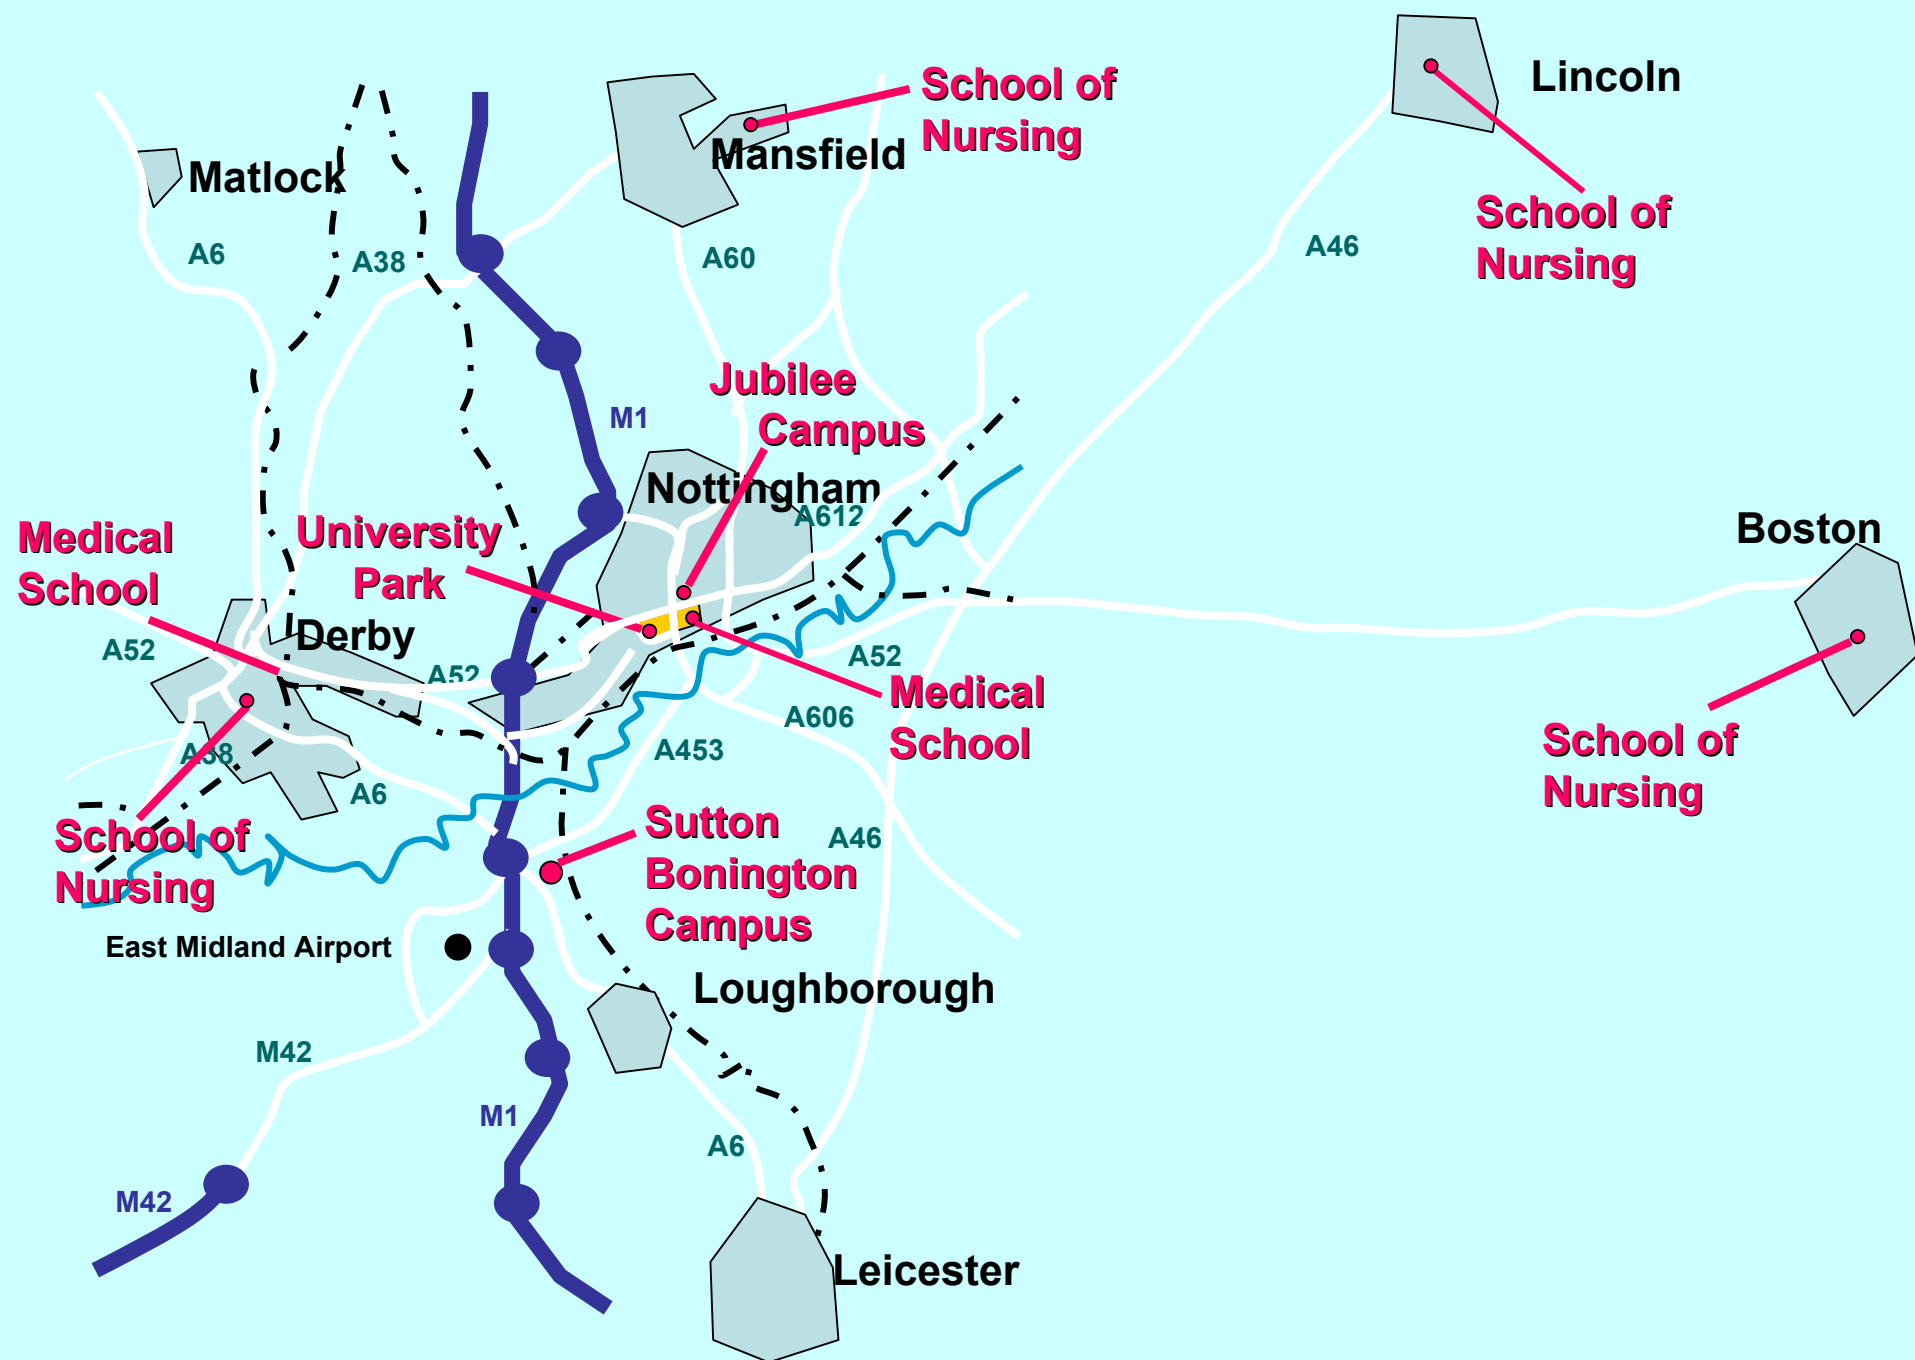 School of
Nursing
Lincoln
Mansfield
Matlock
School of
Nursing
A6
A38
A60
A46
Jubilee
Campus
M1
Nottingham
A612
Medical
School
University
Park
Boston
Derby
A52
A52
A52
Medical
School
A606
A38
A453
School of
Nursing
A6
School of
Nursing
Sutton
Bonington
Campus
A46
East Midland Airport
Loughborough
M42
M1
A6
M42
Leicester